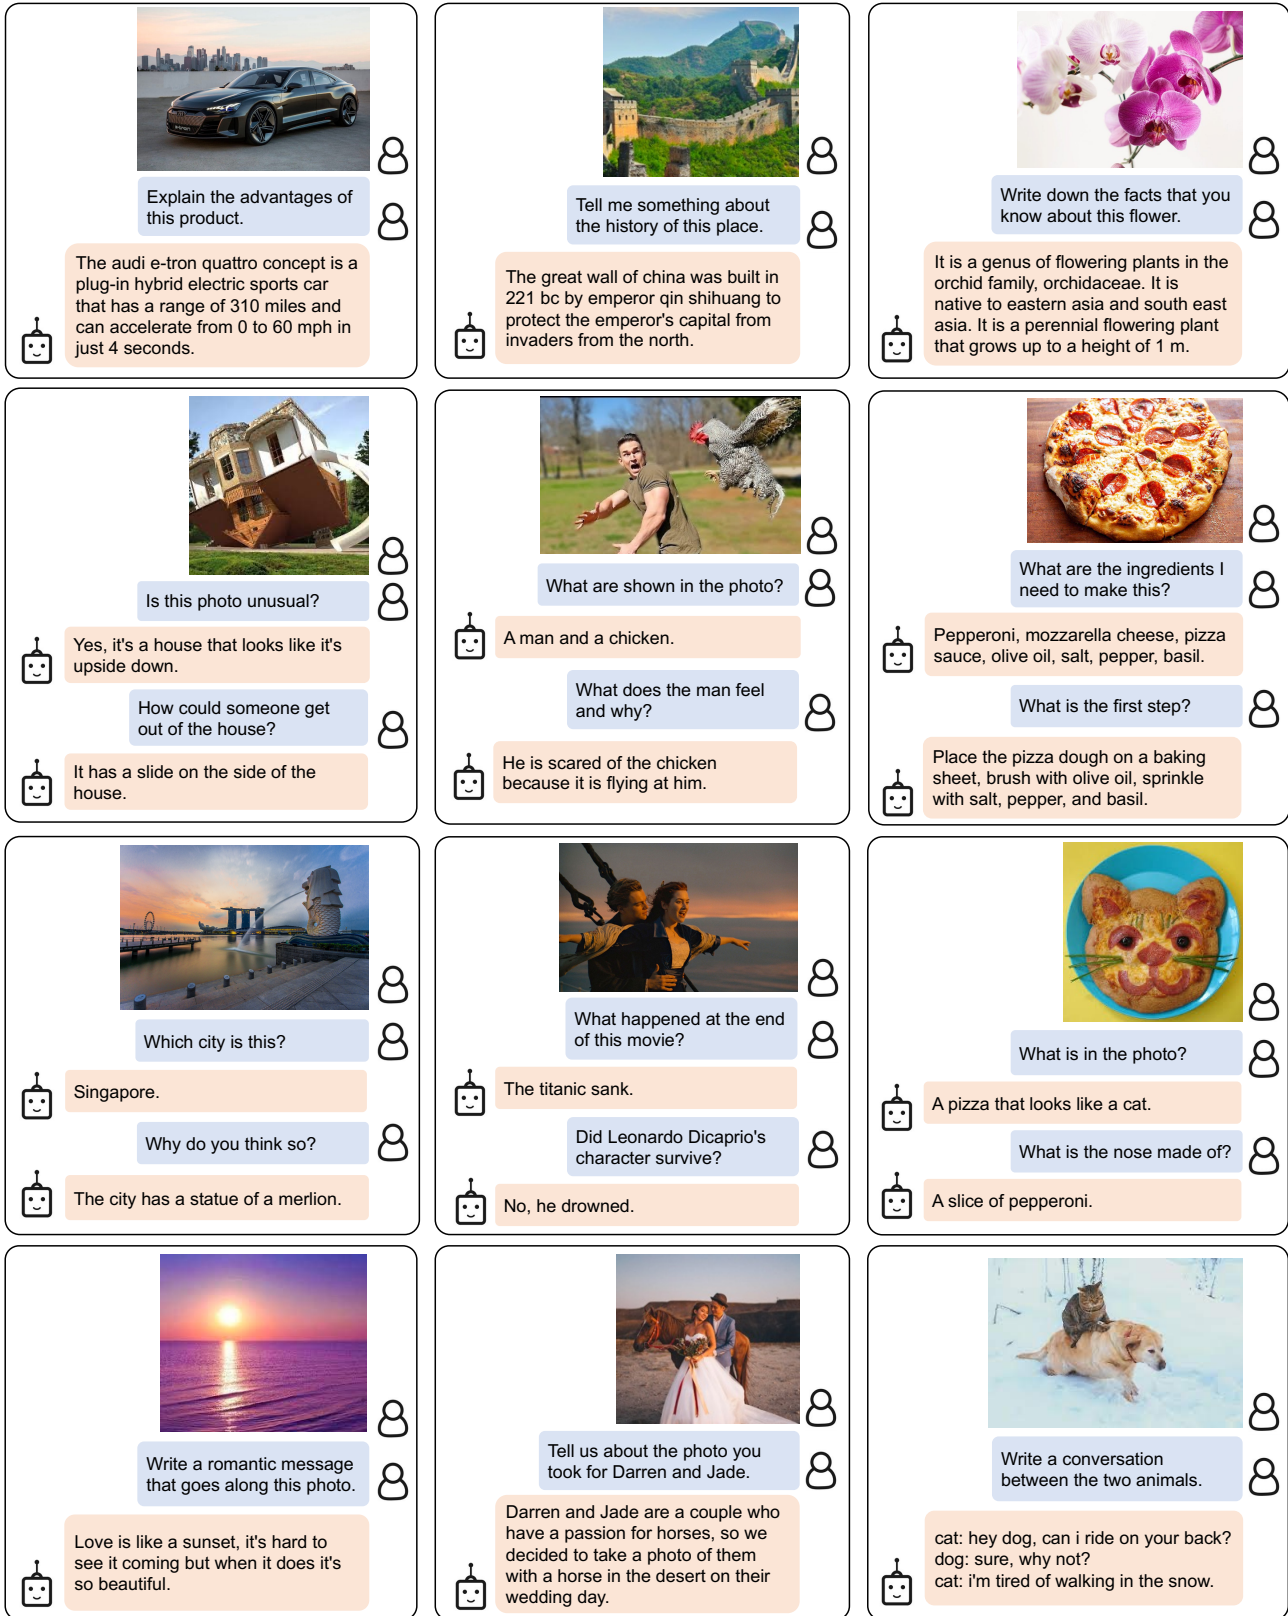 e-tron
Explain the advantages of
this product.
The audi e-tron quattro concept is a
plug-in hybrid electric sports car
that has a range of 310 miles and
can accelerate from 0 to 60 mph in
just 4 seconds.
Tell me something about
the history of this place.
The great wall of china was built in
221 bc by emperor qin shihuang to
protect the emperor's capital from
invaders from the north.
Write down the facts that you
know about this flower.
It is a genus of flowering plants in the
orchid family, orchidaceae. It is
native to eastern asia and south east
asia. It is a perennial flowering plant
that grows up to a height of 1 m.
Is this photo unusual?
Yes, it's a house that looks like it's
upside down.
How could someone get
out of the house?
It has a slide on the side of the
house.
What are shown in the photo?
A man and a chicken.
What does the man feel
and why?
He is scared of the chicken
because it is flying at him.
What are the ingredients I
need to make this?
Pepperoni, mozzarella cheese, pizza
sauce, olive oil, salt, pepper, basil.
What is the first step?
Place the pizza dough on a baking
sheet, brush with olive oil, sprinkle
with salt, pepper, and basil.
Which city is this?
Singapore.
Why do you think so?
The city has a statue of a merlion.
What happened at the end
of this movie?
The titanic sank.
Did Leonardo Dicaprio's
character survive?
No, he drowned.
What is in the photo?
A pizza that looks like a cat.
What is the nose made of?
A slice of pepperoni.
Write a romantic message
that goes along this photo.
Love is like a sunset, it's hard to
see it coming but when it does it's
so beautiful.
Tell us about the photo you
took for Darren and Jade.
Darren and Jade are a couple who
have a passion for horses, so we
decided to take a photo of them
with a horse in the desert on their
wedding day.
Write a conversation
between the two animals.
cat: hey dog, can i ride on your back?
dog: sure, why not?
cat: i'm tired of walking in the snow.